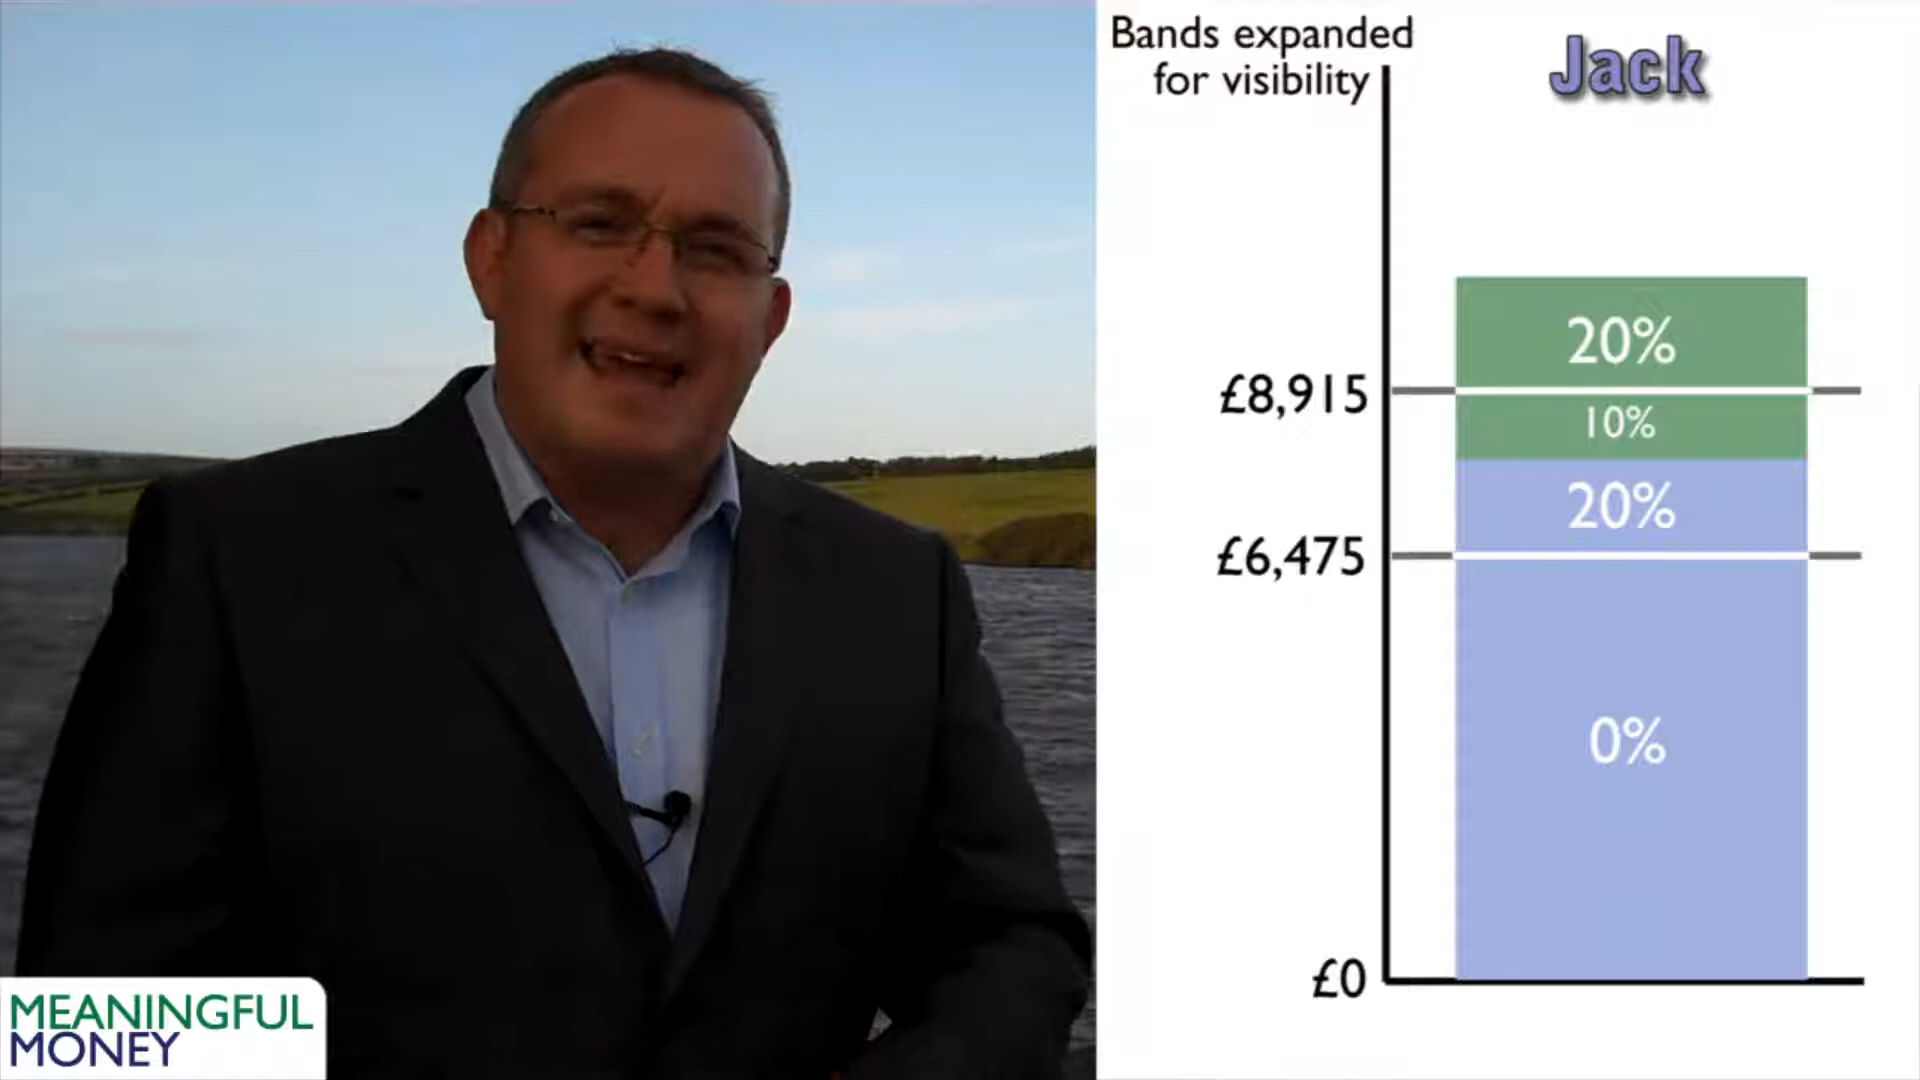 Bands expanded
for visibility
Jack
20%
£8,915
10%
20%
£6,475
0%
£0
MEANINGFUL
MONEY